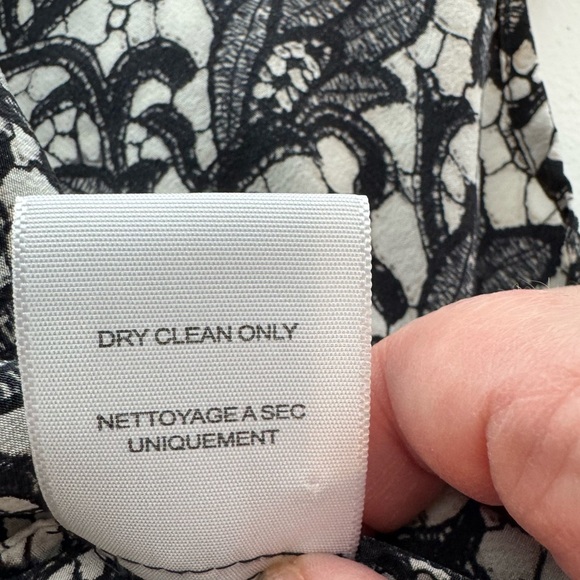 DRY CLEAN ONLY
NETTOYAGE A SEC
UNIQUEMENT